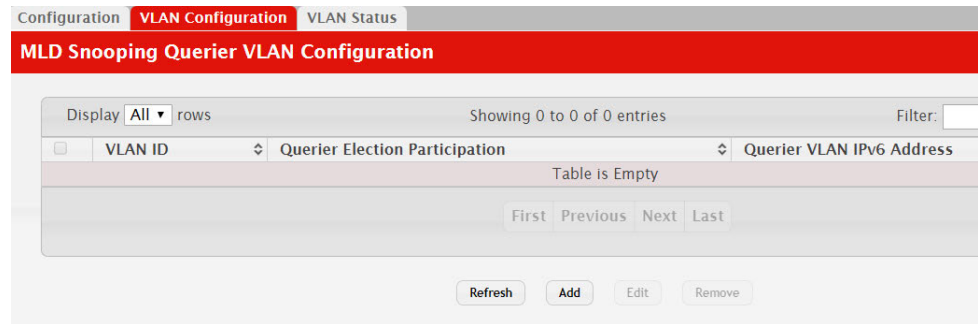 Configuration VLAN Configuration VLAN Status
MLD Snooping Querier VLAN Configuration
Display All rows Showing 0 to 0 of 0 entries Filter:
VLAN ID Querier Election Participation Querier VLAN IPv6 Address
Table is Empty
First Previous Next Last
Refresh Add Edit Remove